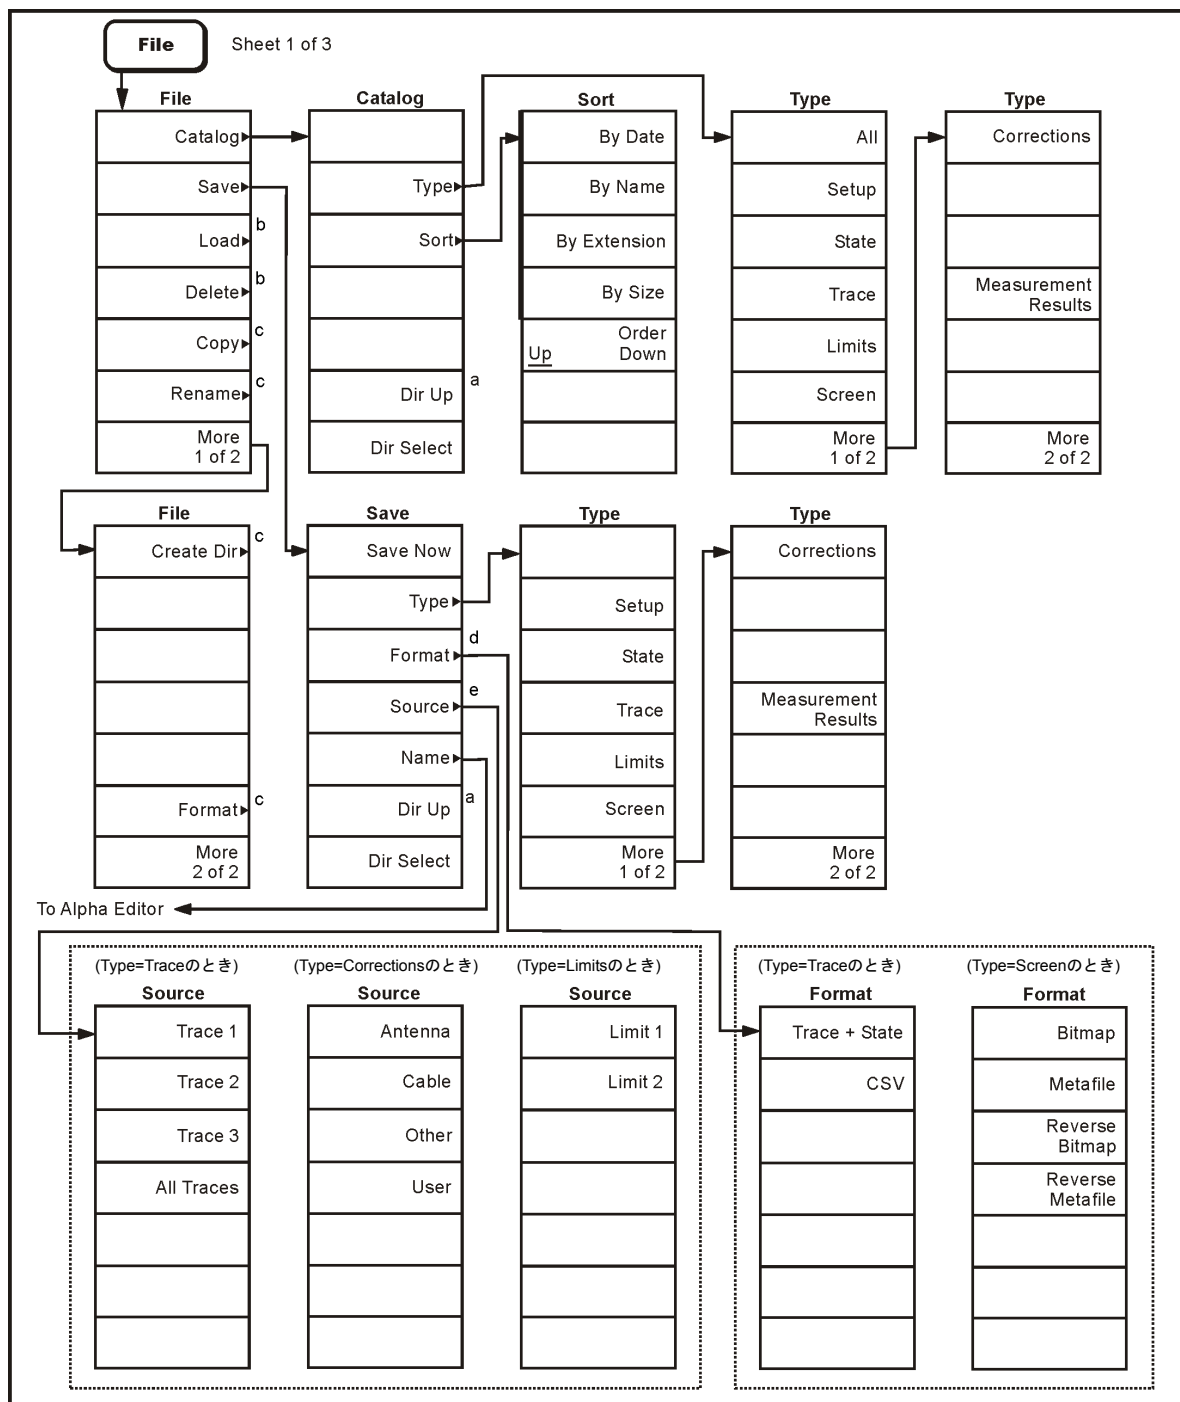 File
Sheet 1 of 3
File
Catalog
Save
b
Load
b
Delete
c
Copy
c
Rename
More
1 of 2
Catalog
Type
Sort
a
Dir Up
Dir Select
Sort
By Date
By Name
By Extension
By Size
Order
Up Down
Type
All
Setup
State
Trace
Limits
Screen
More
1 of 2
Type
Corrections
Measurement
Results
More
2 of 2
File
c
Create Dir
c
Format
More
2 of 2
Save
Save Now
Type
d
Format
e
Source
Name
a
Dir Up
Dir Select
Type
Setup
State
Trace
Limits
Screen
More
1 of 2
Type
Corrections
Measurement
Results
More
2 of 2
To Alpha Editor
(Type=Traceのとき)
Source
Trace 1
Trace 2
Trace 3
All Traces
(Type=Correctionsのとき)
Source
Antenna
Cable
Other
User
(Type=Limitsのとき)
Source
Limit 1
Limit 2
(Type=Traceのとき)
Format
Trace + State
CSV
(Type=Screenのとき)
Format
Bitmap
Metafile
Reverse
Bitmap
Reverse
Metafile